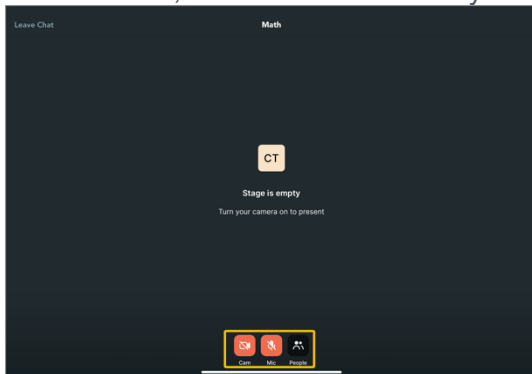 Leave Chat
Math
CT
Stage is empty
Turn your camera on to present
Cam Mic People